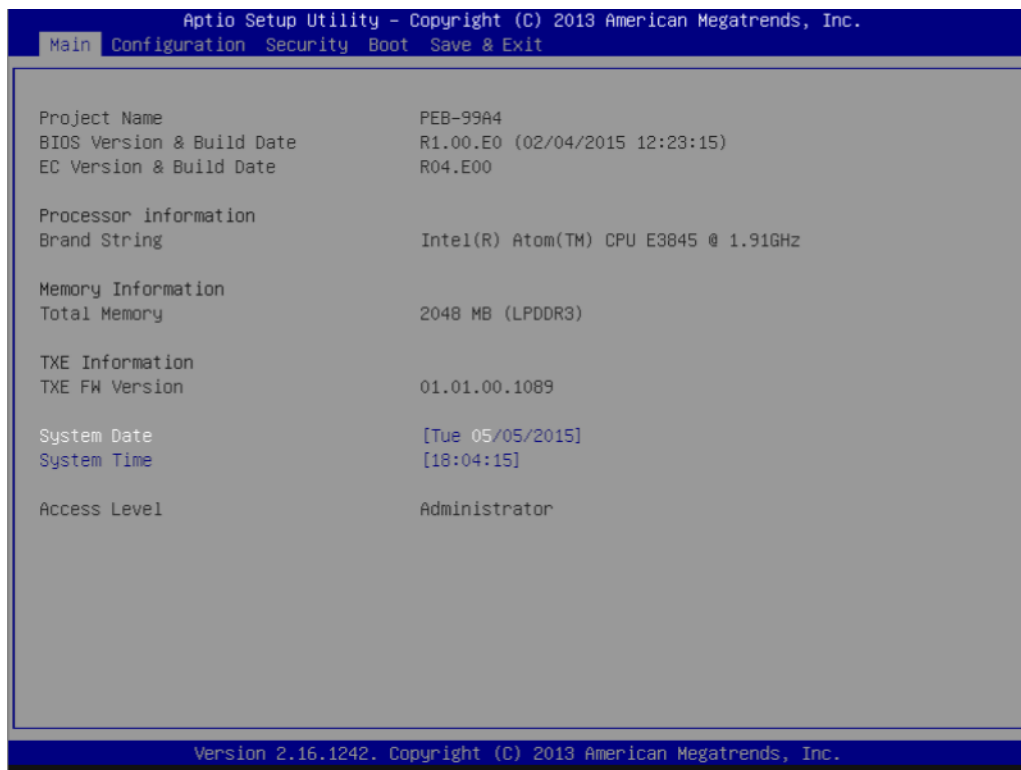 Aptio Setup Utility – Copyright (C) 2013 American Megatrends, Inc.
Main Configuration Security Boot Save & Exit
Project Name PEB-99A4
BIOS Version & Build Date R1.00.E0 (02/04/2015 12:23:15)
EC Version & Build Date R04.E00
Processor information
Brand String Intel(R) Atom(TM) CPU E3845 @ 1.91GHz
Memory Information
Total Memory 2048 MB (LPDDR3)
TXE Information
TXE FW Version 01.01.00.1089
System Date [Tue 05/05/2015]
System Time [18:04:15]
Access Level Administrator
Version 2.16.1242. Copyright (C) 2013 American Megatrends, Inc.